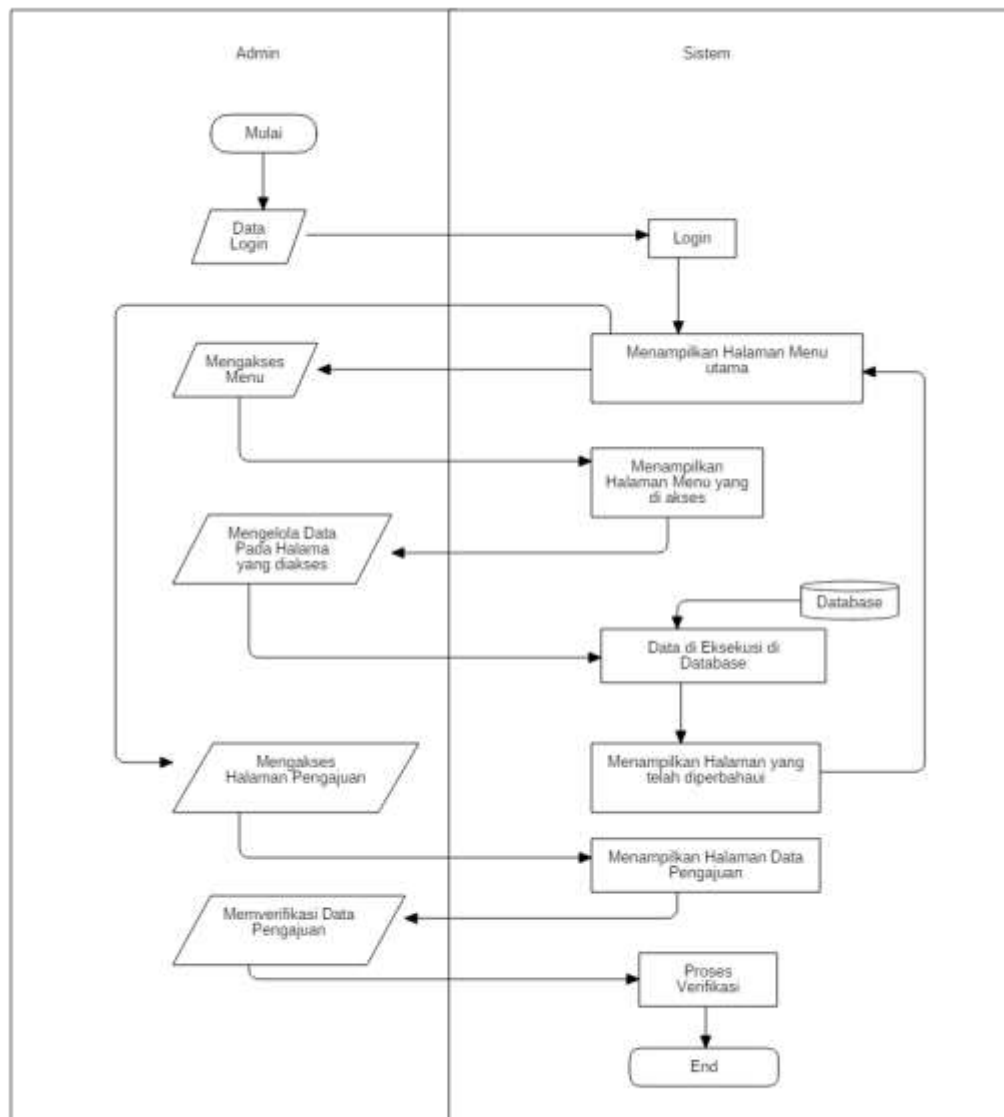 Admin
Sistem
Mulai
Data
Login
Login
Menampilkan Halaman Menu
utama
Mengakses
Menu
Menampilkan
Halaman Menu yang
di akses
Mengelola Data
Pada Halama
yang diakses
Database
Data di Eksekusi di
Database
Mengakses
Halaman Pengajuan
Menampilkan Halaman yang
telah diperbahaui
Menampilkan Halaman Data
Pengajuan
Memverifikasi Data
Pengajuan
Proses
Verifikasi
End